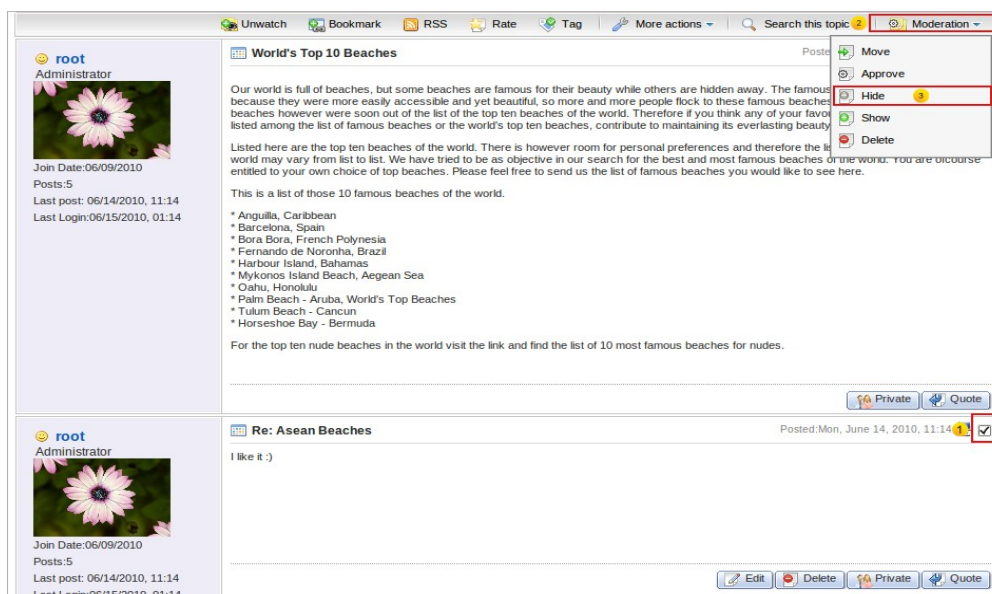 Unwatch Bookmark RSS Rate Tag More actions Search this topic 2 Moderation
root
Administrator
Join Date:06/09/2010
Posts:5
Last post: 06/14/2010, 11:14
Last Login:06/15/2010, 01:14
World's Top 10 Beaches
Move
Approve
Hide 3
Show
Delete
Our world is full of beaches, but some beaches are famous for their beauty while others are hidden away. The famous
because they were more easily accessible and yet beautiful, so more and more people flock to these famous beaches
beaches however were soon out of the list of the top ten beaches of the world. Therefore if you think any of your
listed among the list of famous beaches or the world's top ten beaches, contribute to maintaining its everlasting beauty
Listed here are the top ten beaches of the world. There is however room for personal preferences and therefore the
world may vary from list to list. We have tried to be as objective in our search for the best and most famous beaches of the world. You are ofcourse
entitled to your own choice of top beaches. Please feel free to send us the list of famous beaches you would like to see here.
This is a list of those 10 famous beaches of the world.
* Anguilla, Caribbean
* Barcelona, Spain
* Bora Bora, French Polynesia
* Fernando de Noronha, Brazil
* Harbour Island, Bahamas
* Mykonos Island Beach, Aegean Sea
* Oahu, Honolulu
* Palm Beach - Aruba, World's Top Beaches
* Tulum Beach - Cancun
* Horseshoe Bay - Bermuda
For the top ten nude beaches in the world visit the link and find the list of 10 most famous beaches for nudes.
Private Quote
root
Administrator
Join Date:06/09/2010
Posts:5
Last post: 06/14/2010, 11:14
Last Login:06/15/2010, 01:14
Re: Asean Beaches
Posted:Mon, June 14, 2010, 11:14 1
I like it :)
Edit Delete Private Quote